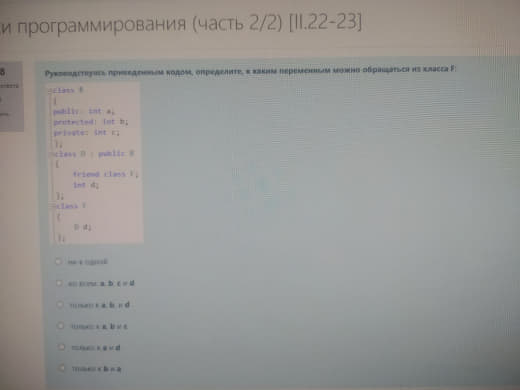 и программирования (часть 2/2) [II.22-23]
8
Руководствуясь приведенным кодом, определите, к каким переменным можно обращаться из класса F:
class B
{
public: int a;
protected: int b;
private: int c;
};
class D : public B
{
friend class F;
int d;
};
class F
{
D d;
};
ни к одной
ко всем: a, b, c и d
только к a, b, и d
только к a, b и c
только к a и d
только к b и a